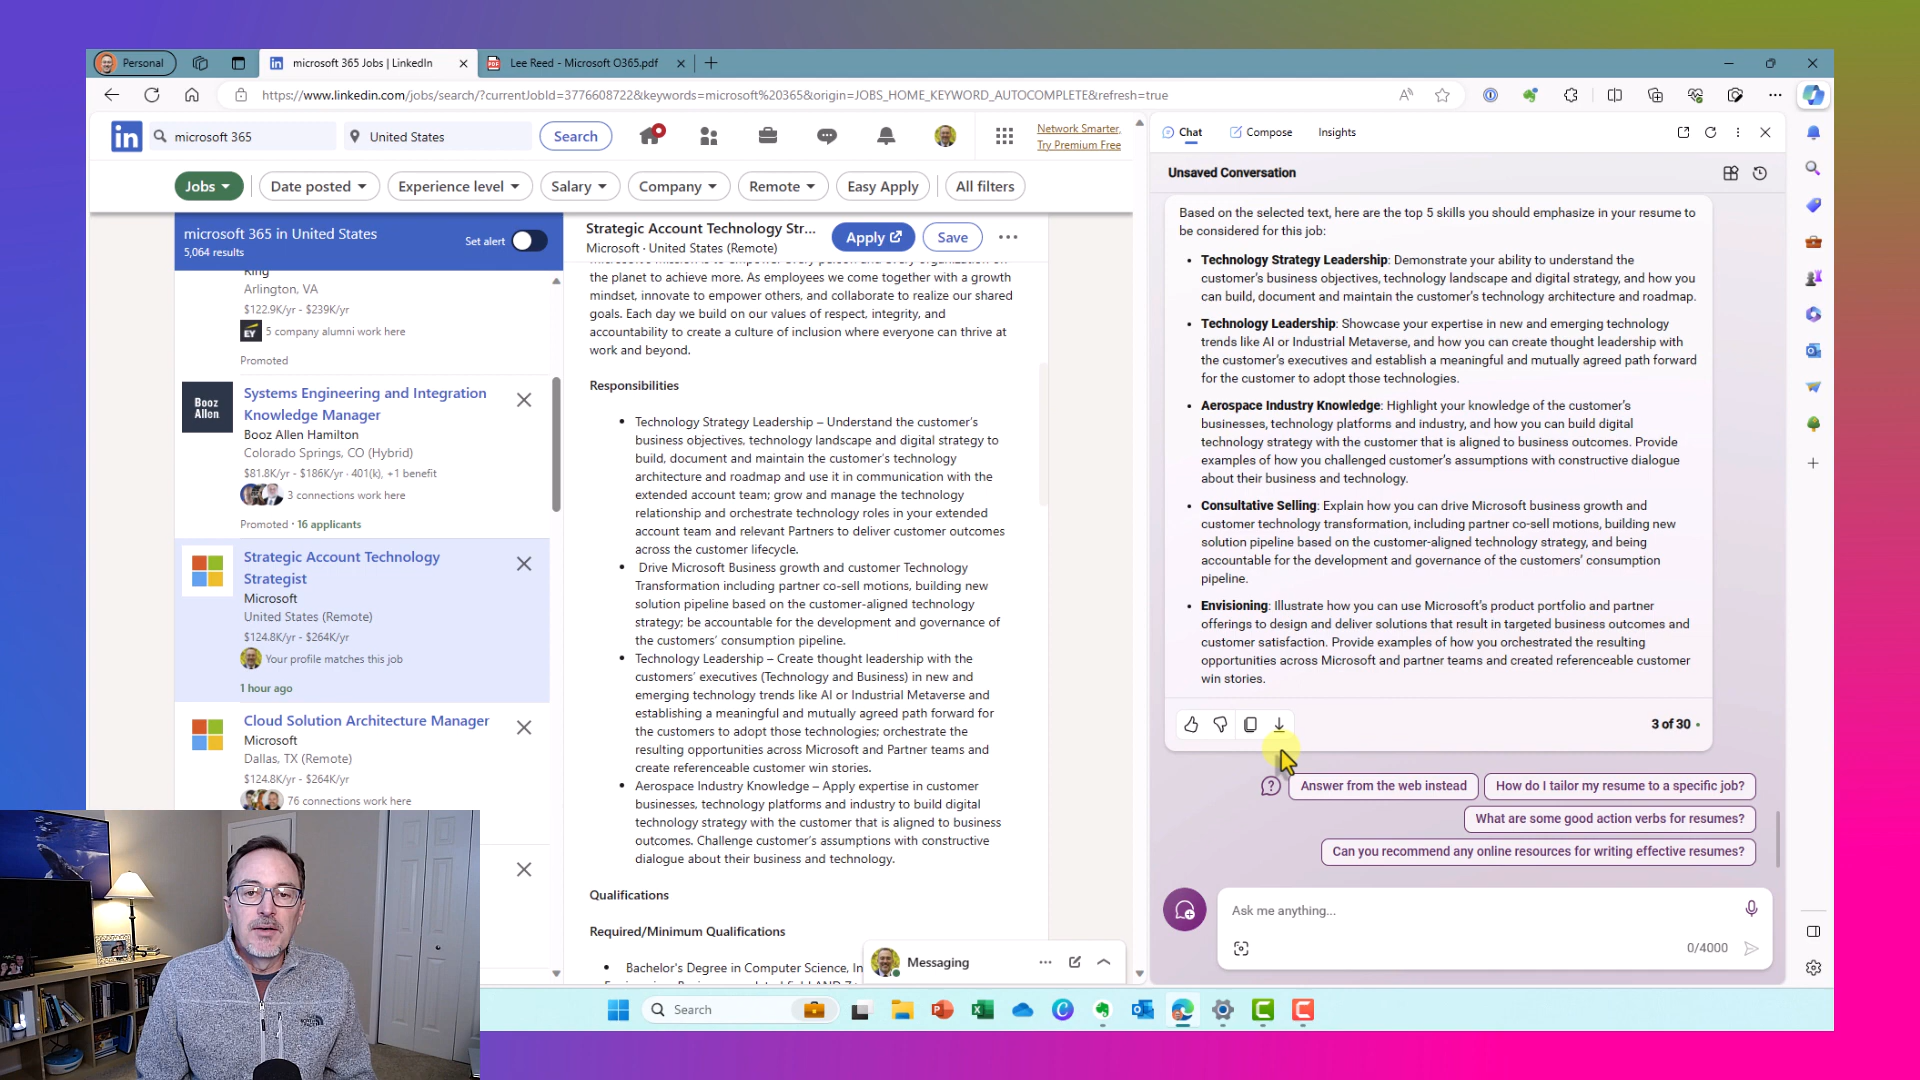 Personal
microsoft 365 Jobs | LinkedIn
Lee Reed - Microsoft O365.pdf
https://www.linkedin.com/jobs/search/?currentJobId=3776608722&keywords=microsoft%20365&origin=JOBS_HOME_KEYWORD_AUTOCOMPLETE&refresh=true
in
microsoft 365
United States
Search
Network Smarter,
Try Premium Free
Jobs
Date posted
Experience level
Salary
Company
Remote
Easy Apply
All filters
microsoft 365 in United States
5,064 results
Set alert
King
Arlington, VA
$122.9K/yr - $239K/yr
EY
5 company alumni work here
Promoted
Booz
Allen
Systems Engineering and Integration
Knowledge Manager
Booz Allen Hamilton
Colorado Springs, CO (Hybrid)
$81.8K/yr - $186K/yr · 401(k), +1 benefit
3 connections work here
Promoted · 16 applicants
Strategic Account Technology
Strategist
Microsoft
United States (Remote)
$124.8K/yr - $264K/yr
Your profile matches this job
1 hour ago
Cloud Solution Architecture Manager
Microsoft
Dallas, TX (Remote)
$124.8K/yr - $264K/yr
76 connections work here
Strategic Account Technology Str...
Microsoft · United States (Remote)
Apply
Save
Microsoft's mission is to empower every person and every organization on
the planet to achieve more. As employees we come together with a growth
mindset, innovate to empower others, and collaborate to realize our shared
goals. Each day we build on our values of respect, integrity, and
accountability to create a culture of inclusion where everyone can thrive at
work and beyond.
Responsibilities
• Technology Strategy Leadership – Understand the customer's
business objectives, technology landscape and digital strategy to
build, document and maintain the customer's technology
architecture and roadmap and use it in communication with the
extended account team; grow and manage the technology
relationship and orchestrate technology roles in your extended
account team and relevant Partners to deliver customer outcomes
across the customer lifecycle.
• Drive Microsoft Business growth and customer Technology
Transformation including partner co-sell motions, building new
solution pipeline based on the customer-aligned technology
strategy; be accountable for the development and governance of
the customers' consumption pipeline.
• Technology Leadership – Create thought leadership with the
customers' executives (Technology and Business) in new and
emerging technology trends like AI or Industrial Metaverse and
establishing a meaningful and mutually agreed path forward for
the customers to adopt those technologies; orchestrate the
resulting opportunities across Microsoft and Partner teams and
create referenceable customer win stories.
• Aerospace Industry Knowledge – Apply expertise in customer
businesses, technology platforms and industry to build digital
technology strategy with the customer that is aligned to business
outcomes. Challenge customer's assumptions with constructive
dialogue about their business and technology.
Qualifications
Required/Minimum Qualifications
• Bachelor's Degree in Computer Science, In
Messaging
Chat
Compose
Insights
Unsaved Conversation
Based on the selected text, here are the top 5 skills you should emphasize in your resume to
be considered for this job:
• Technology Strategy Leadership: Demonstrate your ability to understand the
customer's business objectives, technology landscape and digital strategy, and how you
can build, document and maintain the customer's technology architecture and roadmap.
• Technology Leadership: Showcase your expertise in new and emerging technology
trends like AI or Industrial Metaverse, and how you can create thought leadership with
the customer's executives and establish a meaningful and mutually agreed path forward
for the customer to adopt those technologies.
• Aerospace Industry Knowledge: Highlight your knowledge of the customer's
businesses, technology platforms and industry, and how you can build digital
technology strategy with the customer that is aligned to business outcomes. Provide
examples of how you challenged customer's assumptions with constructive dialogue
about their business and technology.
• Consultative Selling: Explain how you can drive Microsoft business growth and
customer technology transformation, including partner co-sell motions, building new
solution pipeline based on the customer-aligned technology strategy, and being
accountable for the development and governance of the customers' consumption
pipeline.
• Envisioning: Illustrate how you can use Microsoft's product portfolio and partner
offerings to design and deliver solutions that result in targeted business outcomes and
customer satisfaction. Provide examples of how you orchestrated the resulting
opportunities across Microsoft and partner teams and created referenceable customer
win stories.
3 of 30
Answer from the web instead
How do I tailor my resume to a specific job?
What are some good action verbs for resumes?
Can you recommend any online resources for writing effective resumes?
Ask me anything...
0/4000
Search